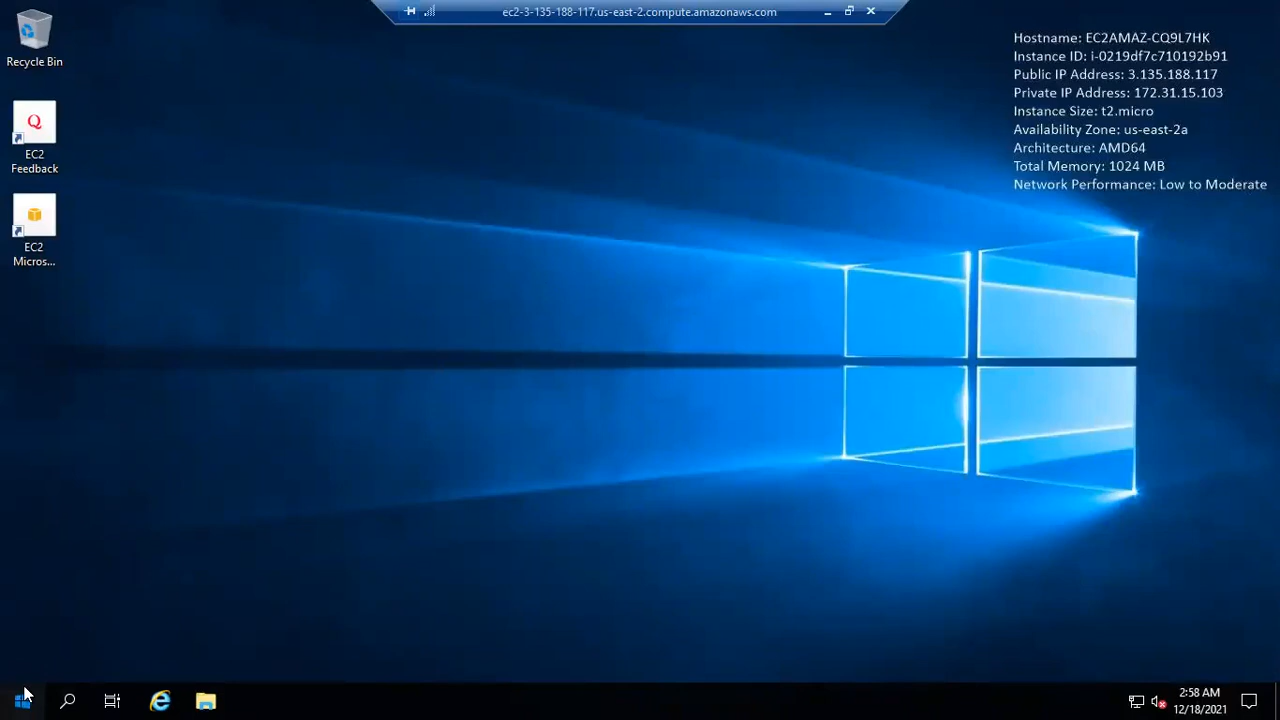 ec2-3-135-188-117.us-east-2.compute.amazonaws.com
Recycle Bin
Q
EC2
Feedback
EC2
Micros...
Hostname: EC2AMAZ-CQ9L7HK
Instance ID: i-0219df7c710192b91
Public IP Address: 3.135.188.117
Private IP Address: 172.31.15.103
Instance Size: t2.micro
Availability Zone: us-east-2a
Architecture: AMD64
Total Memory: 1024 MB
Network Performance: Low to Moderate
2:58 AM
12/18/2021